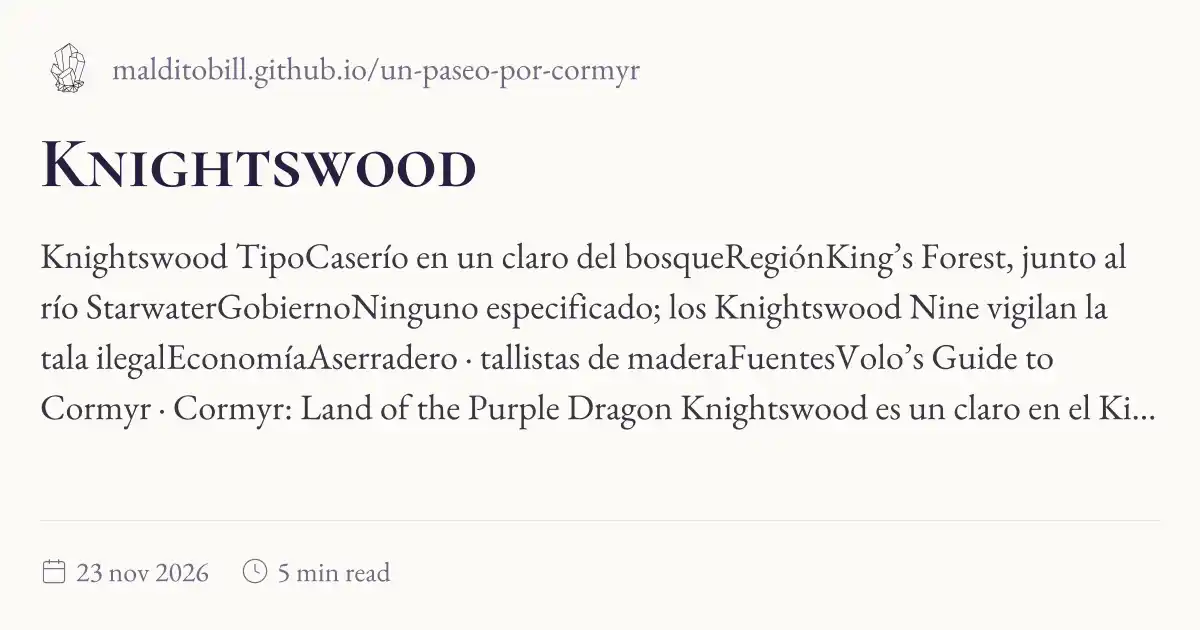 malditobill.github.io/un-paseo-por-cormyr
Knightswood
Knightswood TipoCaserío en un claro del bosqueRegiónKing’s Forest, junto al
río StarwaterGobiernoNinguno especificado; los Knightswood Nine vigilan la
tala ilegalEconomíaAserradero · tallistas de maderaFuentesVolo’s Guide to
Cormyr · Cormyr: Land of the Purple Dragon Knightswood es un claro en el Ki...
23 nov 2026
5 min read